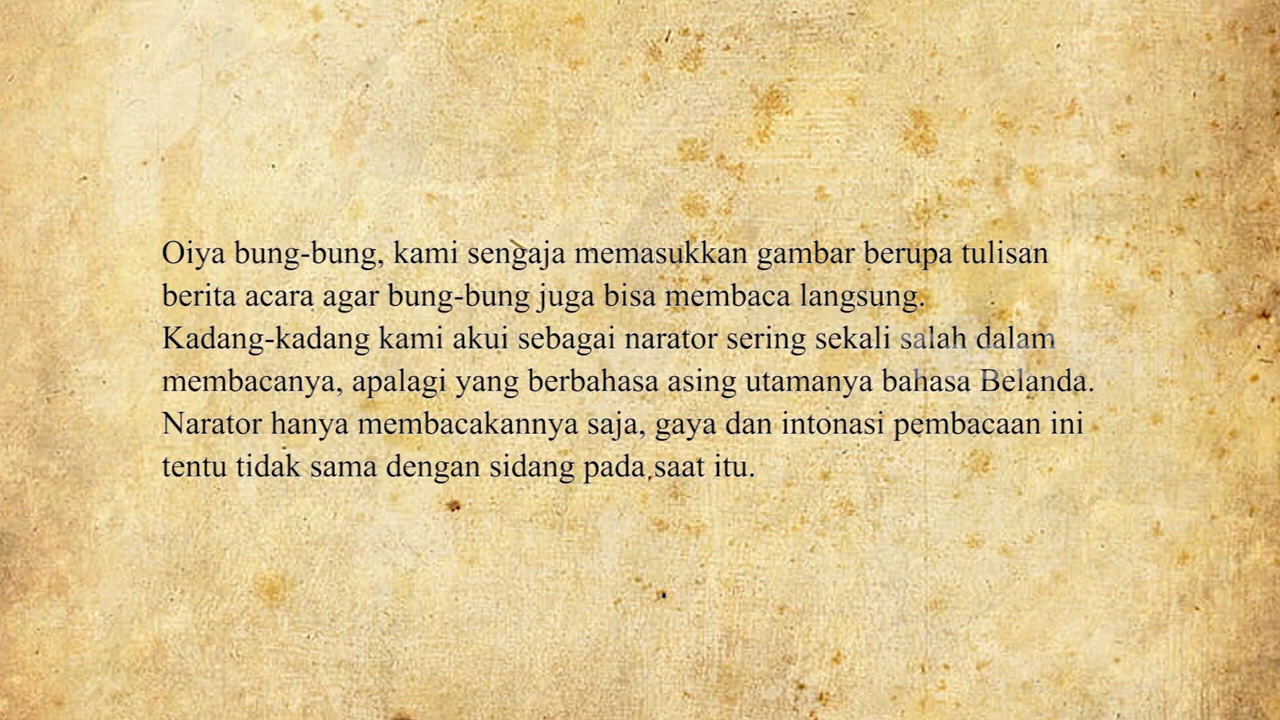 Oiya bung-bung, kami sengaja memasukkan gambar berupa tulisan
berita acara agar bung-bung juga bisa membaca langsung.
Kadang-kadang kami akui sebagai narator sering sekali salah dalam
membacanya, apalagi yang berbahasa asing utamanya bahasa Belanda.
Narator hanya membacakannya saja, gaya dan intonasi pembacaan ini
tentu tidak sama dengan sidang pada saat itu.